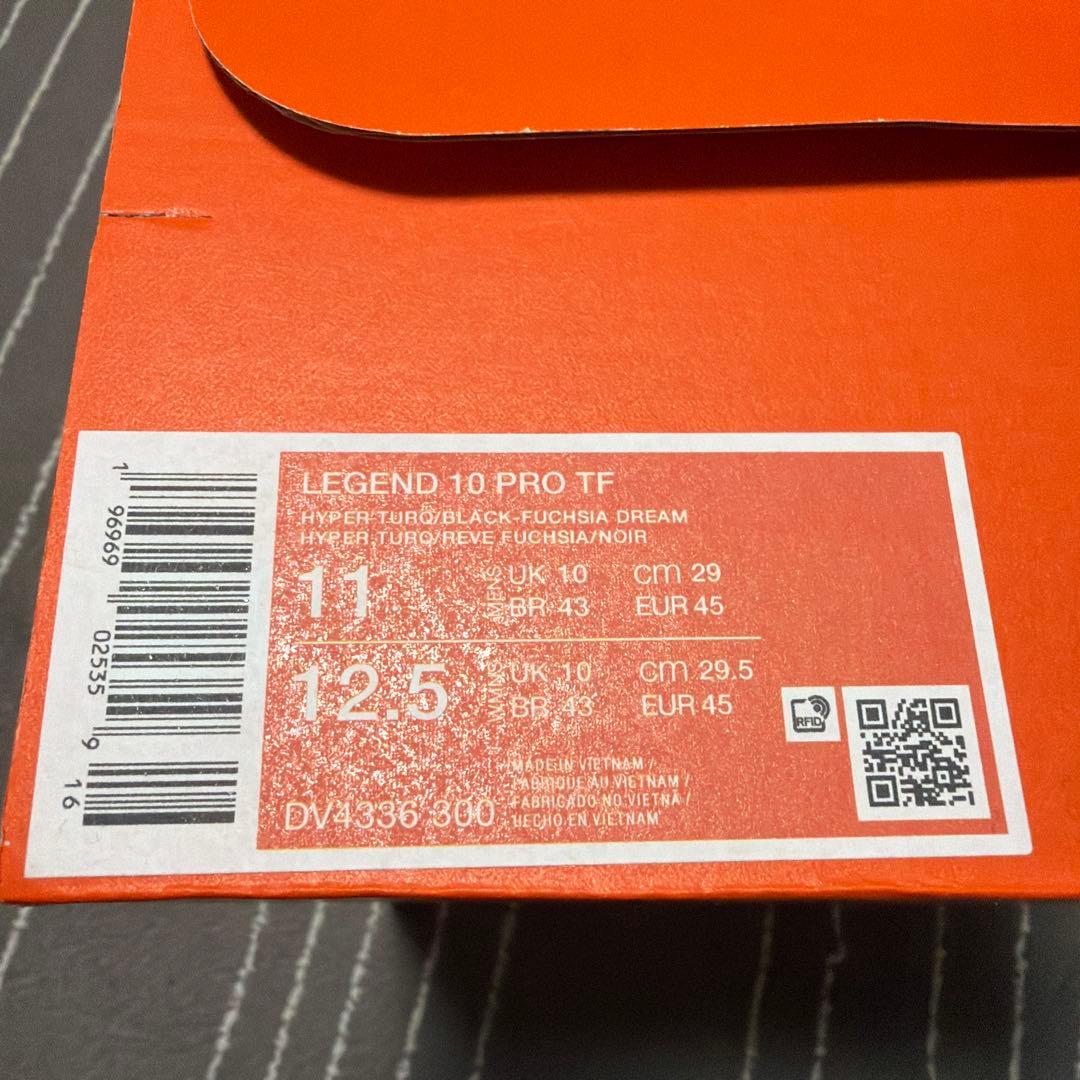 LEGEND 10 PRO TF
HYPER TURQ/BLACK-FUCHSIA DREAM
HYPER TURQ/REVE FUCHSIA/NOIR
11 MENS UK 10 CM 29
BR 43 EUR 45
12.5 WMNS UK 10 CM 29.5
BR 43 EUR 45
MADE IN VIETNAM /
FABRIQUE AU VIETNAM /
FABRICADO NO VIETNÃ /
HECHO EN VIETNAM
DV4336 300
RFID
1 96969 02535 9 16